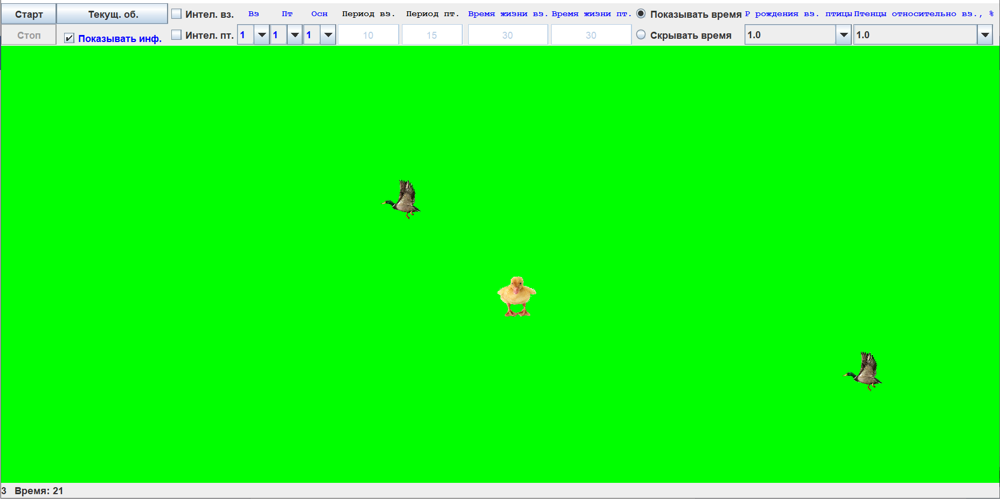 Старт Текущ. об. Интел. вз. Вз Пт Осн Период вз. Период пт. Время жизни вз. Время жизни пт. Показывать время Р рождения вз. птицы Птенцы относительно вз., %
Стоп Показывать инф. Интел. пт. 1 1 1 10 15 30 30 Скрывать время 1.0 1.0
3 Время: 21